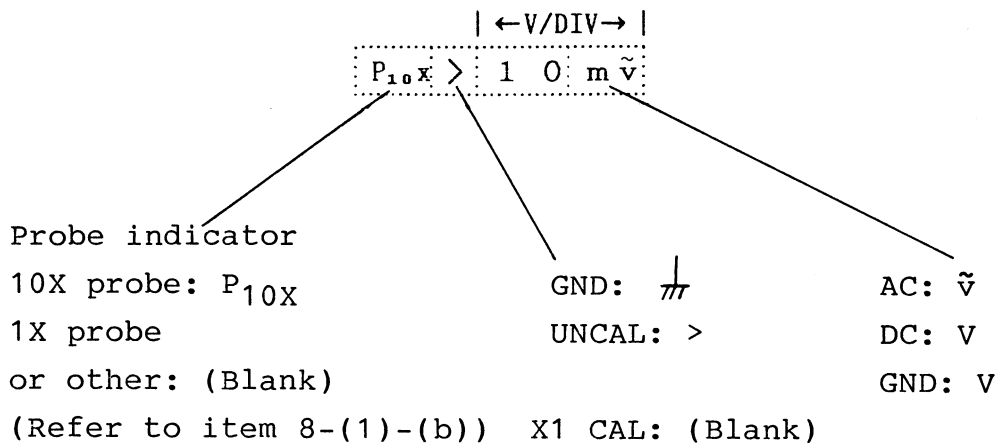 | ←V/DIV→ |
P₁₀x > 1 0 m ṽ
Probe indicator
10X probe: P₁₀X GND: AC: ṽ
1X probe UNCAL: > DC: V
or other: (Blank) GND: V
(Refer to item 8-(1)-(b)) X1 CAL: (Blank)